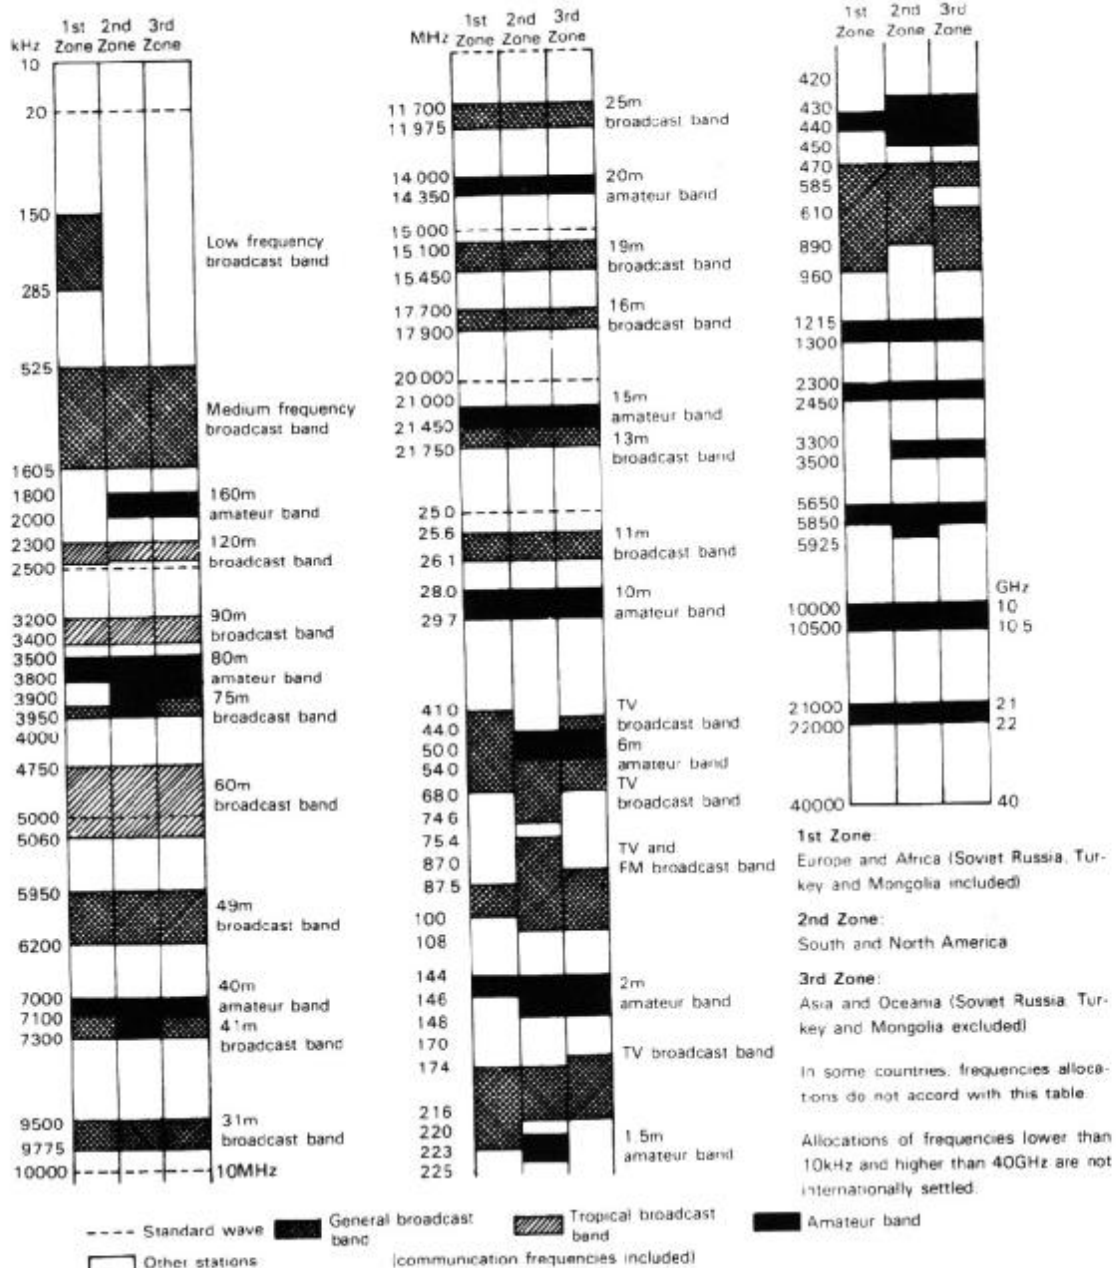 1st 2nd 3rd
kHz Zone Zone Zone
10
20
150
Low frequency
broadcast band
285
525
Medium frequency
broadcast band
1605
1800 160m
amateur band
2000
2300 120m
broadcast band
2500
3200 90m
broadcast band
3400
3500 80m
3800 amateur band
3900 75m
3950 broadcast band
4000
4750
60m
broadcast band
5000
5060
5950
49m
broadcast band
6200
7000 40m
amateur band
7100 41m
7300 broadcast band
9500 31m
broadcast band
9775
10000 10MHz
1st 2nd 3rd
MHz Zone Zone Zone
11 700 25m
11 975 broadcast band
14 000 20m
14 350 amateur band
15 000
15 100 19m
broadcast band
15 450
17 700 16m
17 900 broadcast band
20 000
21 000 15m
amateur band
21 450 13m
21 750 broadcast band
25.0
25.6 11m
broadcast band
26.1
28.0 10m
29.7 amateur band
41.0 TV
broadcast band
44.0
50.0 6m
amateur band
54.0 TV
68.0 broadcast band
74.6
75.4 TV and
87.0 FM broadcast band
87.5
100
108
144 2m
146 amateur band
148
170 TV broadcast band
174
216
220 1.5m
223 amateur band
225
1st 2nd 3rd
Zone Zone Zone
420
430
440
450
470
585
610
890
960
1215
1300
2300
2450
3300
3500
5650
5850
5925
GHz
10000 10
10500 10.5
21000 21
22000 22
40000 40
1st Zone:
Europe and Africa (Soviet Russia, Tur-
key and Mongolia included)
2nd Zone:
South and North America
3rd Zone:
Asia and Oceania (Soviet Russia, Tur-
key and Mongolia excluded)
In some countries, frequencies alloca-
tions do not accord with this table.
Allocations of frequencies lower than
10kHz and higher than 40GHz are not
internationally settled.
Standard wave General broadcast band Tropical broadcast band Amateur band
Other stations (communication frequencies included)